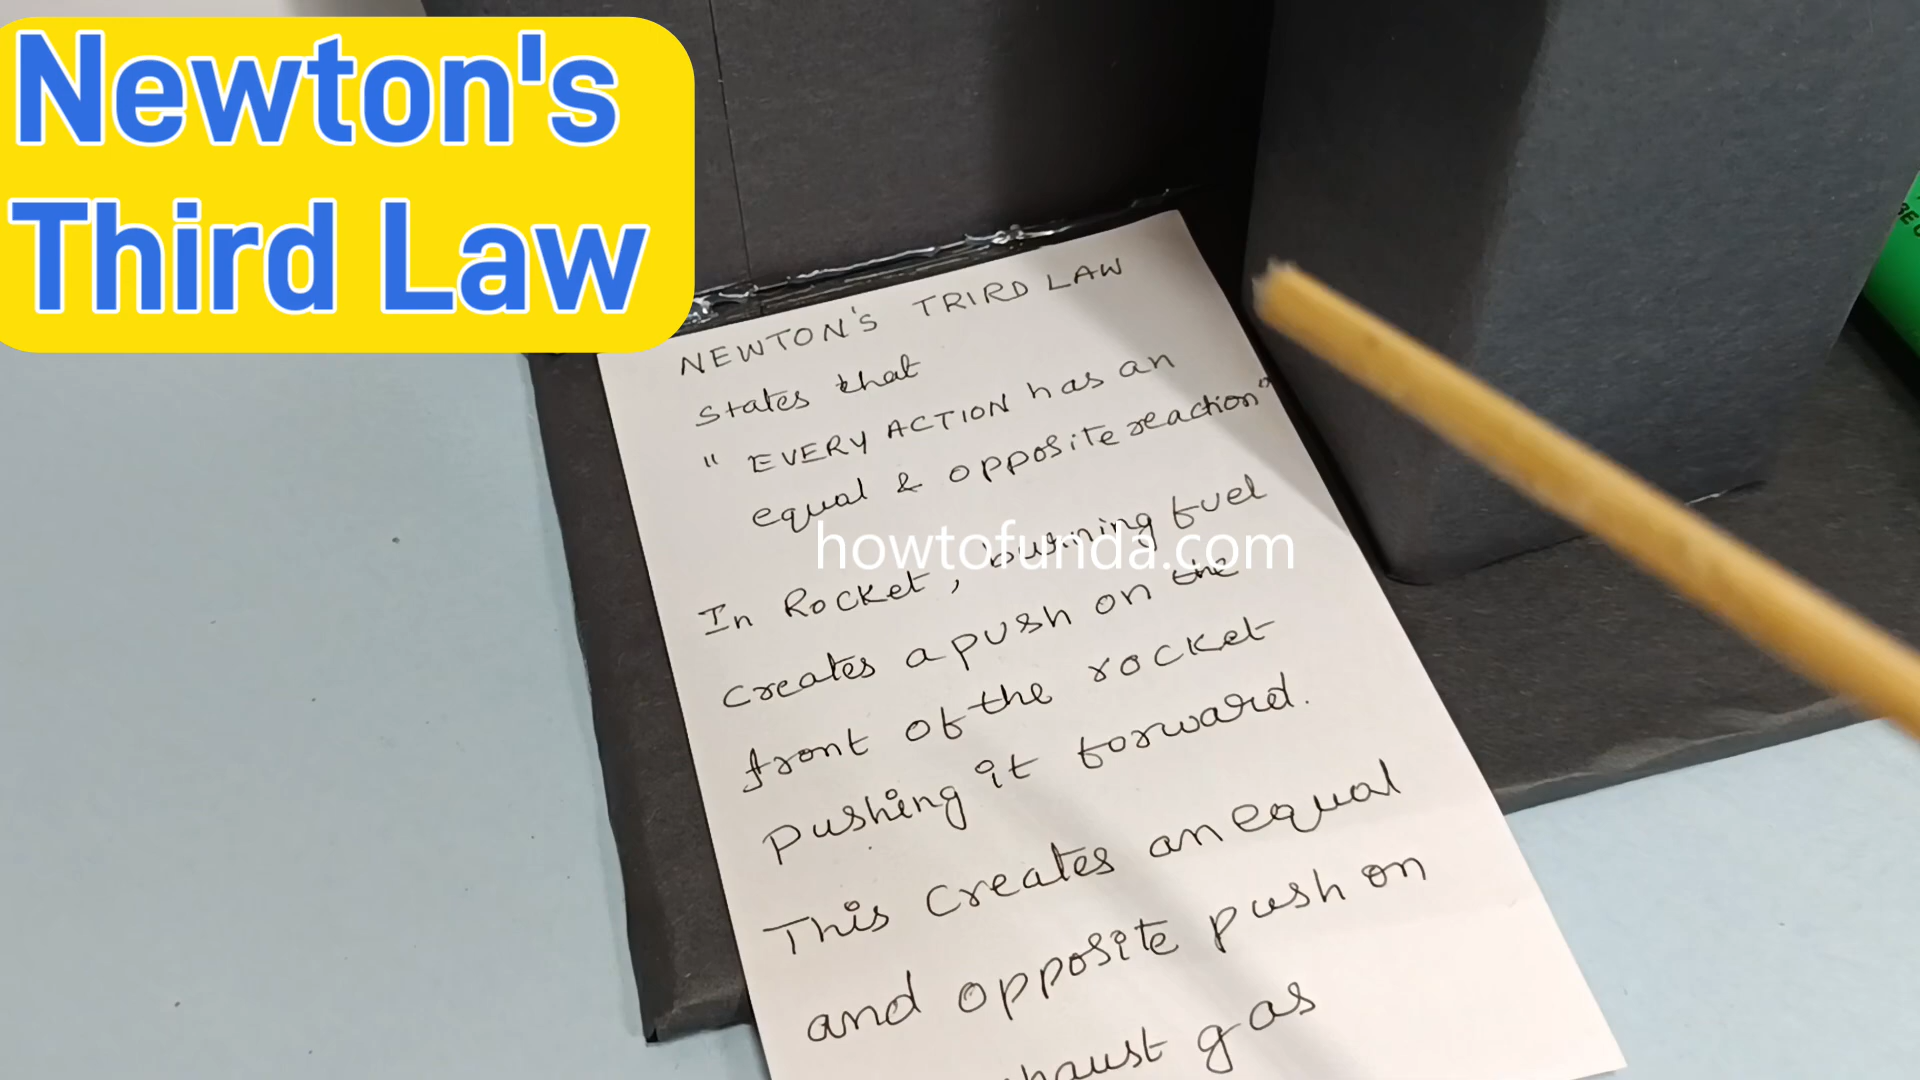 Newton's
Third Law
NEWTON'S TRIRD LAW
States that
" EVERY ACTION has an
equal & opposite reaction"
In Rocket, burning fuel
howtofunda.com
creates a push on the
front of the rocket
pushing it forward.
This creates an equal
and opposite push on
gas